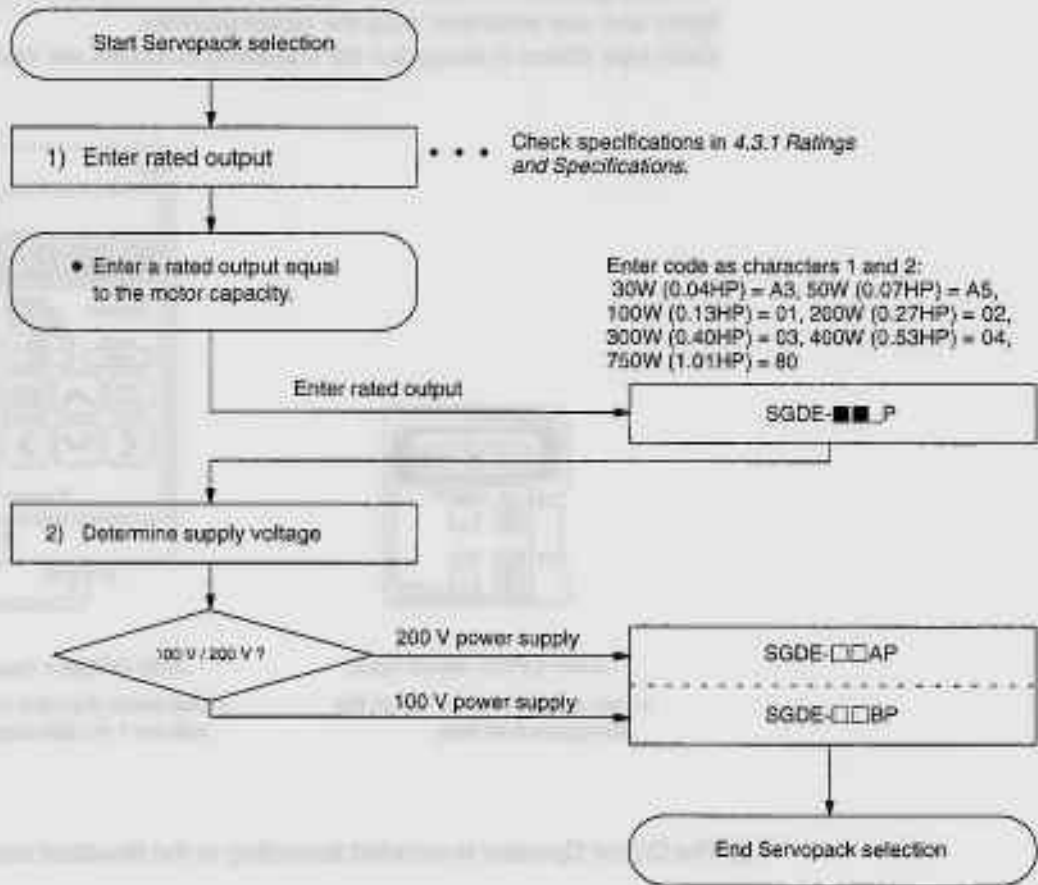 Start Servopack selection
1) Enter rated output
• • • Check specifications in 4.3.1 Ratings
and Specifications.
• Enter a rated output equal
to the motor capacity.
Enter code as characters 1 and 2:
30W (0.04HP) = A3, 50W (0.07HP) = A5,
100W (0.13HP) = 01, 200W (0.27HP) = 02,
300W (0.40HP) = 03, 400W (0.53HP) = 04,
750W (1.01HP) = 80
Enter rated output
SGDE-■■□P
2) Determine supply voltage
100 V / 200 V ?
200 V power supply
SGDE-□□AP
100 V power supply
SGDE-□□BP
End Servopack selection